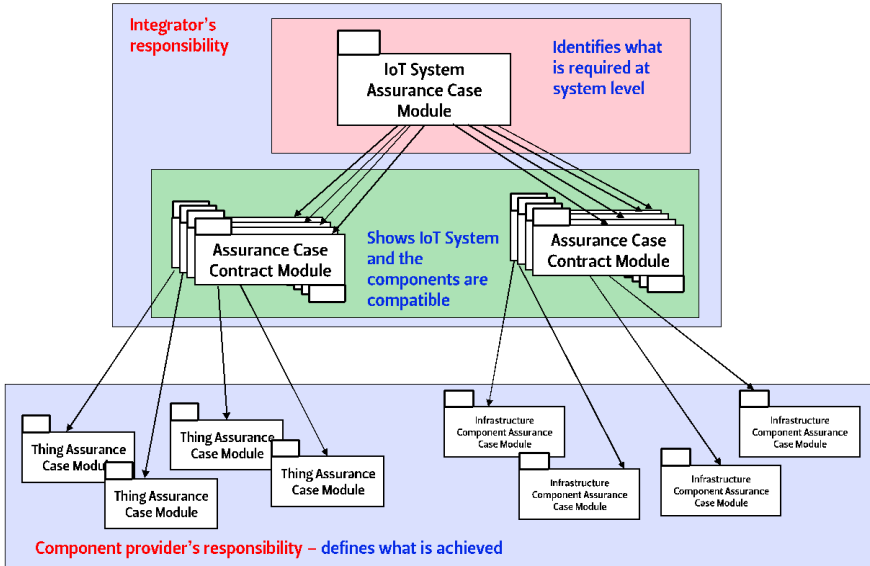 Integrator's
responsibility
IoT System
Assurance Case
Module
Identifies what
is required at
system level
Assurance Case
Contract Module
Shows IoT System
and the
components are
compatible
Assurance Case
Contract Module
Thing Assurance
Case Module
Thing Assurance
Case Module
Thing Assurance
Case Module
Thing Assurance
Case Module
Infrastructure
Component Assurance
Case Module
Infrastructure
Component Assurance
Case Module
Infrastructure
Component Assurance
Case Module
Infrastructure
Component Assurance
Case Module
Component provider's responsibility – defines what is achieved